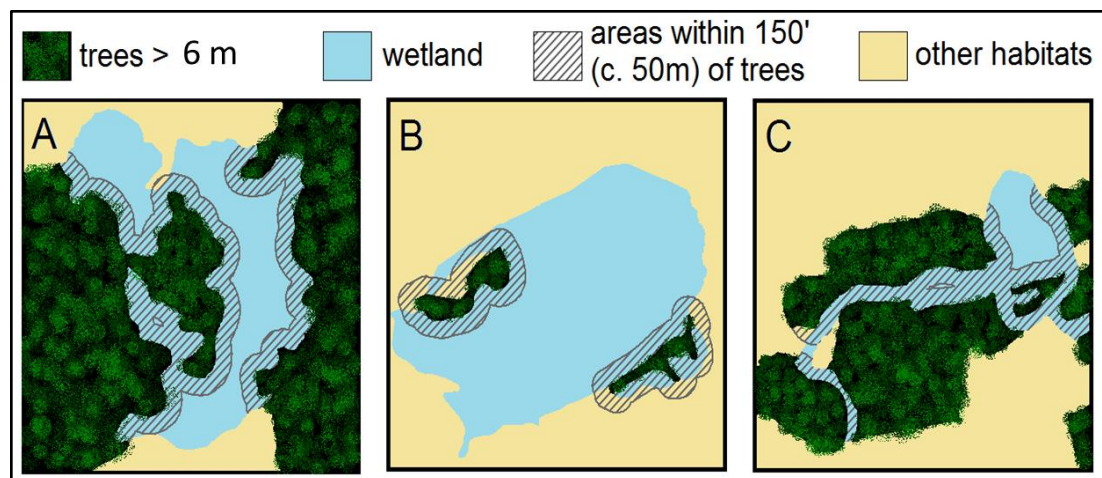 trees > 6 m
wetland
areas within 150'
(c. 50m) of trees
other habitats
A
B
C